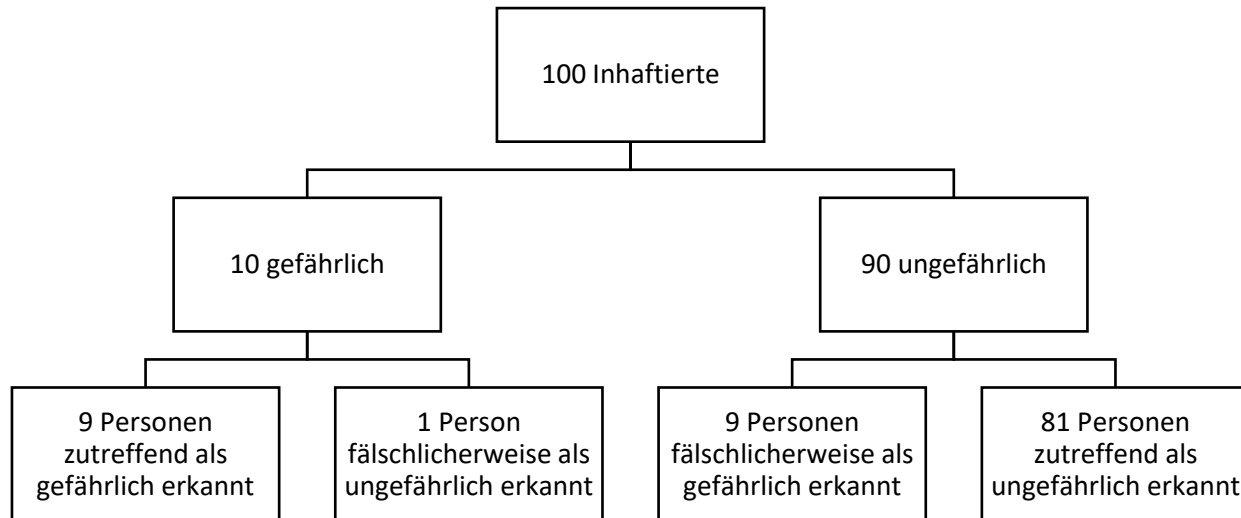 100 Inhaftierte
10 gefährlich
90 ungefährlich
9 Personen
zutreffend als
gefährlich erkannt
1 Person
fälschlicherweise als
ungefährlich erkannt
9 Personen
fälschlicherweise als
gefährlich erkannt
81 Personen
zutreffend als
ungefährlich erkannt